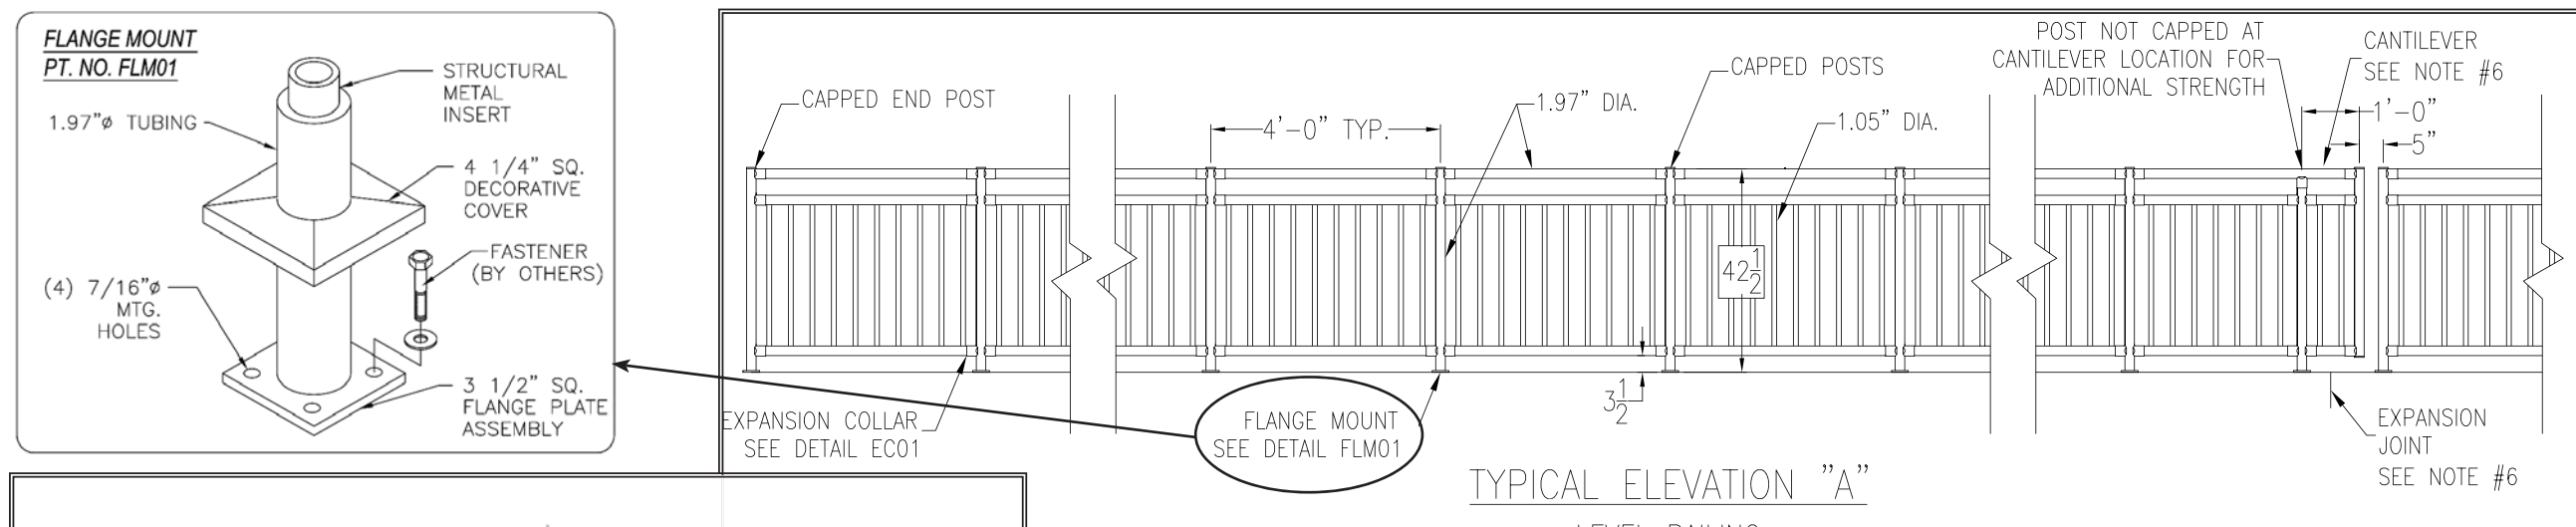 FLANGE MOUNT
PT. NO. FLM01
STRUCTURAL
METAL
INSERT
1.97"ø TUBING
4 1/4" SQ.
DECORATIVE
COVER
FASTENER
(BY OTHERS)
(4) 7/16"ø
MTG.
HOLES
3 1/2" SQ.
FLANGE PLATE
ASSEMBLY
CAPPED END POST
4'-0" TYP.
1.97" DIA.
CAPPED POSTS
1.05" DIA.
POST NOT CAPPED AT
CANTILEVER LOCATION FOR
ADDITIONAL STRENGTH
CANTILEVER
SEE NOTE #6
1'-0"
5"
42 1/2
3 1/2
EXPANSION COLLAR
SEE DETAIL EC01
FLANGE MOUNT
SEE DETAIL FLM01
EXPANSION
JOINT
SEE NOTE #6
TYPICAL ELEVATION "A"